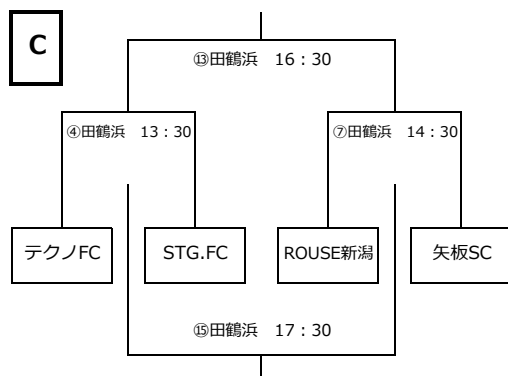 C
⑬田鶴浜　16：30
④田鶴浜　13：30
⑦田鶴浜　14：30
テクノFC
STG.FC
ROUSE新潟
矢板SC
⑮田鶴浜　17：30